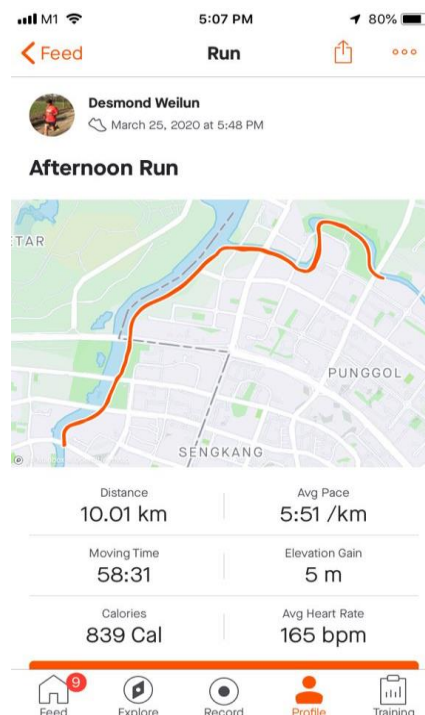 M1 5:07 PM 80%
Feed Run
Desmond Weilun
March 25, 2020 at 5:48 PM
Afternoon Run
TAR
PUNGGOL
SENGKANG
Distance Avg Pace
10.01 km 5:51 /km
Moving Time Elevation Gain
58:31 5 m
Calories Avg Heart Rate
839 Cal 165 bpm
9
Feed Explore Record Profile Training